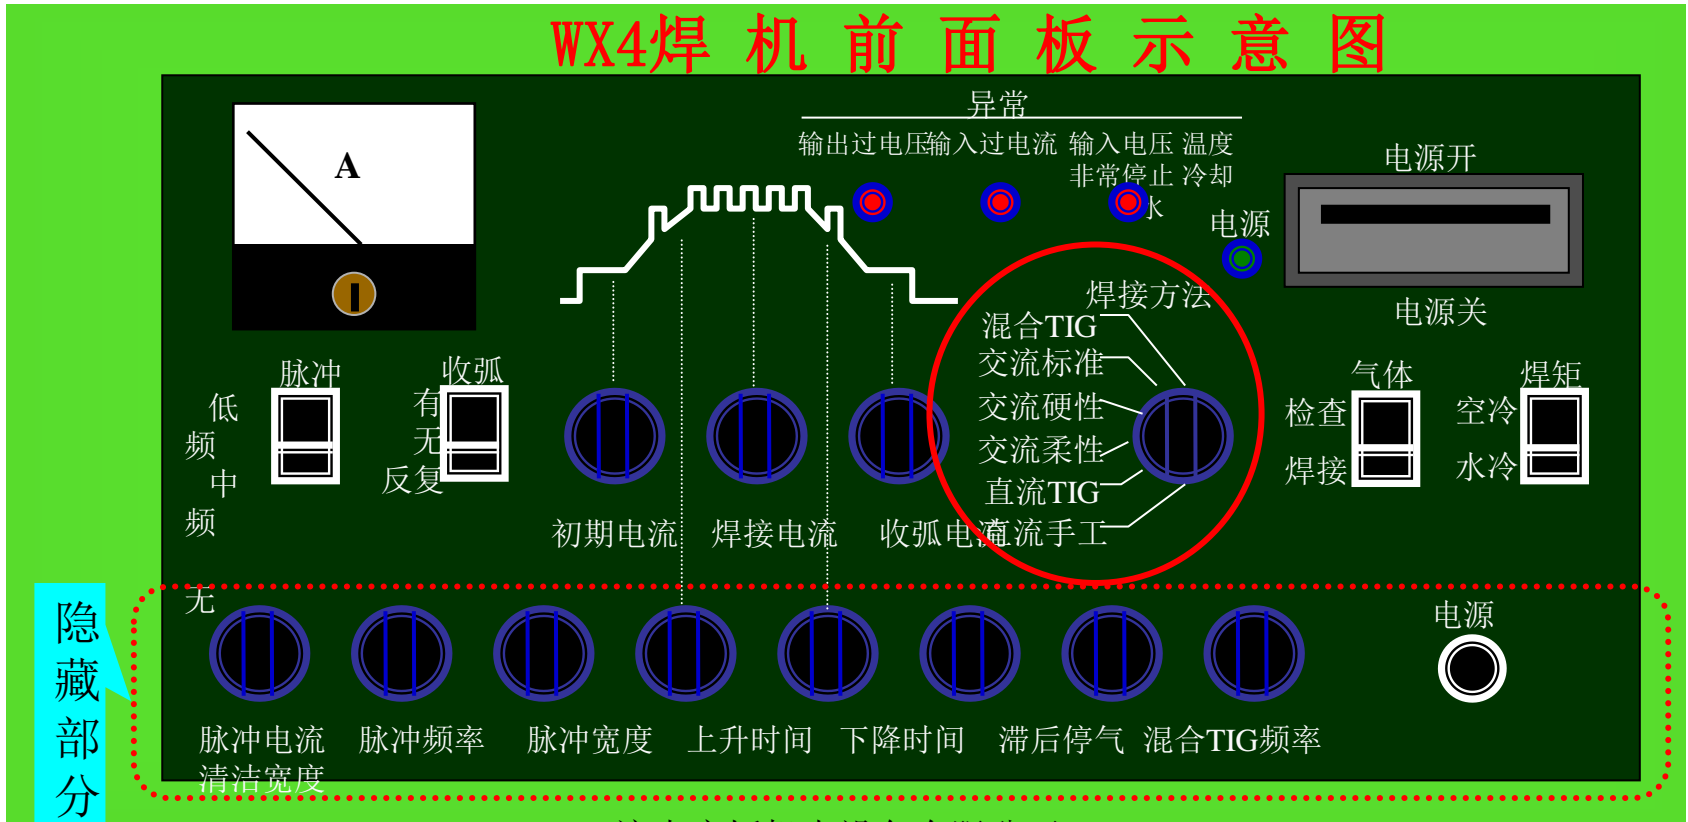 WX4焊机前面板示意图
异常
输出过电压
输入过电流
输入电压
非常停止
温度
冷却
水
电源开
电源
电源关
A
焊接方法
混合TIG
交流标准
交流硬性
交流柔性
直流TIG
直流手工
脉冲
低
频
中
频
无
收弧
有
无
反复
气体
检查
焊接
焊矩
空冷
水冷
初期电流
焊接电流
收弧电流
隐
藏
部
分
电源
脉冲电流
清洁宽度
脉冲频率
脉冲宽度
上升时间
下降时间
滞后停气
混合TIG频率